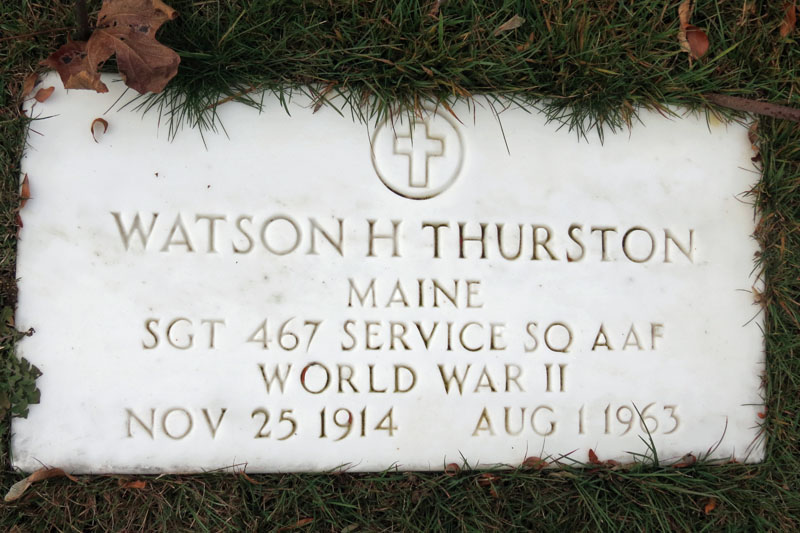 WATSON H THURSTON
MAINE
SGT 467 SERVICE SQ AAF
WORLD WAR II
NOV 25 1914 AUG 1 1963